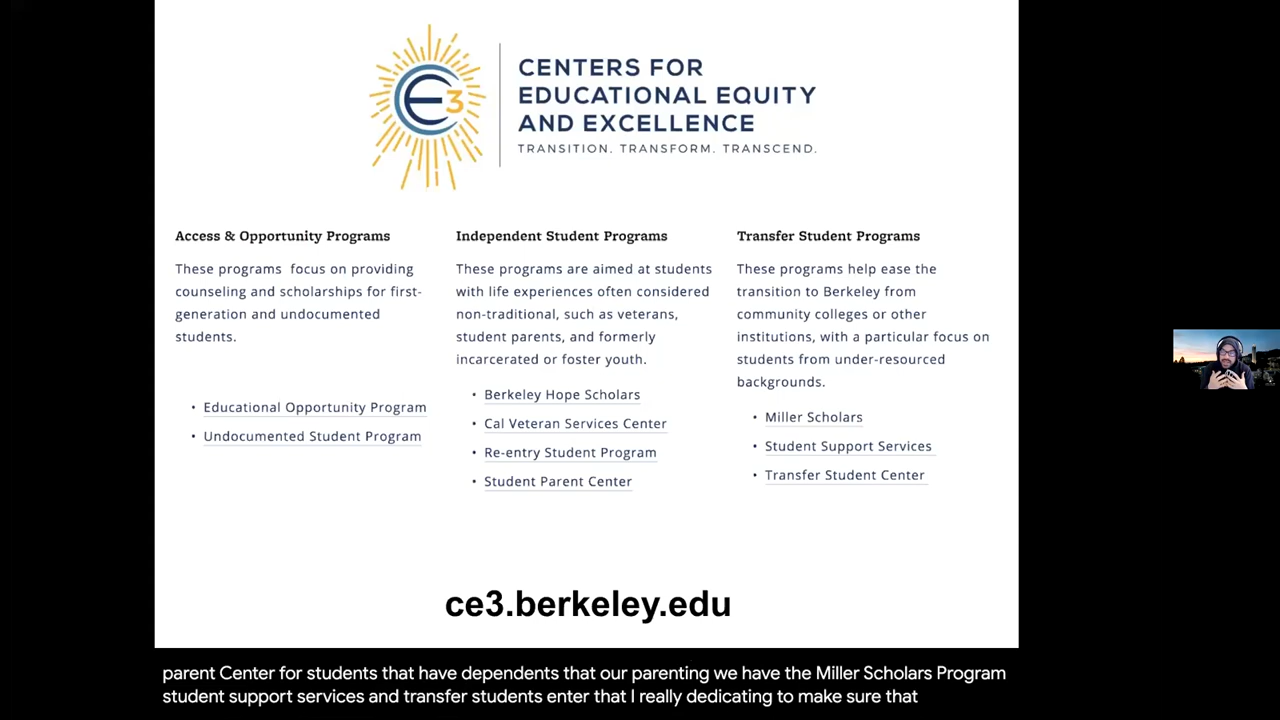 CE3
CENTERS FOR
EDUCATIONAL EQUITY
AND EXCELLENCE
TRANSITION. TRANSFORM. TRANSCEND.
Access & Opportunity Programs
These programs focus on providing
counseling and scholarships for first-
generation and undocumented
students.
• Educational Opportunity Program
• Undocumented Student Program
Independent Student Programs
These programs are aimed at students
with life experiences often considered
non-traditional, such as veterans,
student parents, and formerly
incarcerated or foster youth.
• Berkeley Hope Scholars
• Cal Veteran Services Center
• Re-entry Student Program
• Student Parent Center
Transfer Student Programs
These programs help ease the
transition to Berkeley from
community colleges or other
institutions, with a particular focus on
students from under-resourced
backgrounds.
• Miller Scholars
• Student Support Services
• Transfer Student Center
ce3.berkeley.edu
parent Center for students that have dependents that our parenting we have the Miller Scholars Program
student support services and transfer students enter that I really dedicating to make sure that